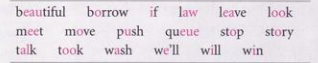 beautiful borrow if law leave look
meet move push queue stop story
talk took wash we'll will win